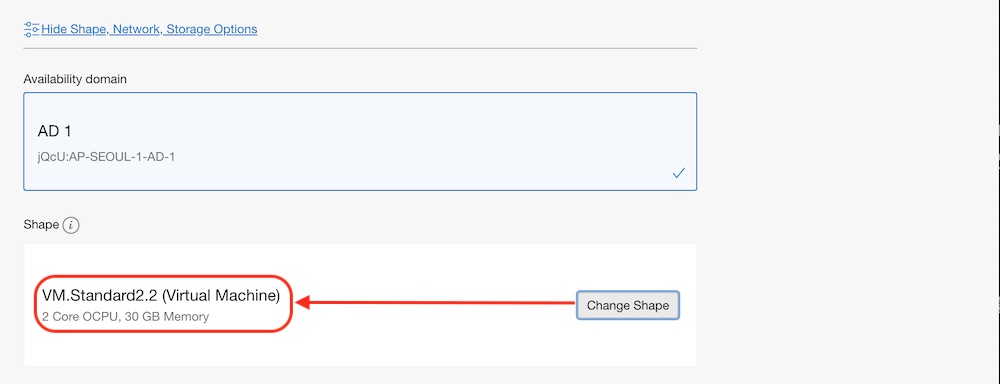 Hide Shape, Network, Storage Options
Availability domain
AD 1
jQcU:AP-SEOUL-1-AD-1
Shape i
VM.Standard2.2 (Virtual Machine)
2 Core OCPU, 30 GB Memory
Change Shape